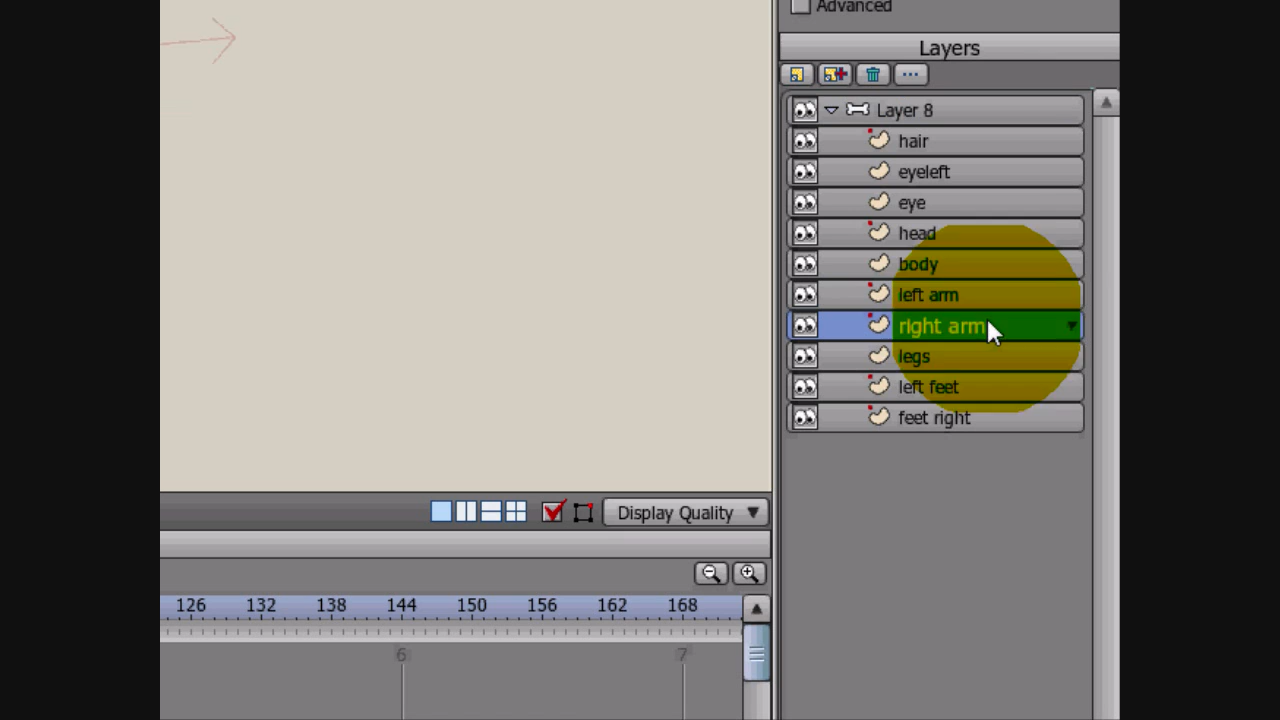 Advanced
Layers
Layer 8
hair
eyeleft
eye
head
body
left arm
right arm
legs
left feet
feet right
Display Quality
126 132 138 144 150 156 162 168
6 7